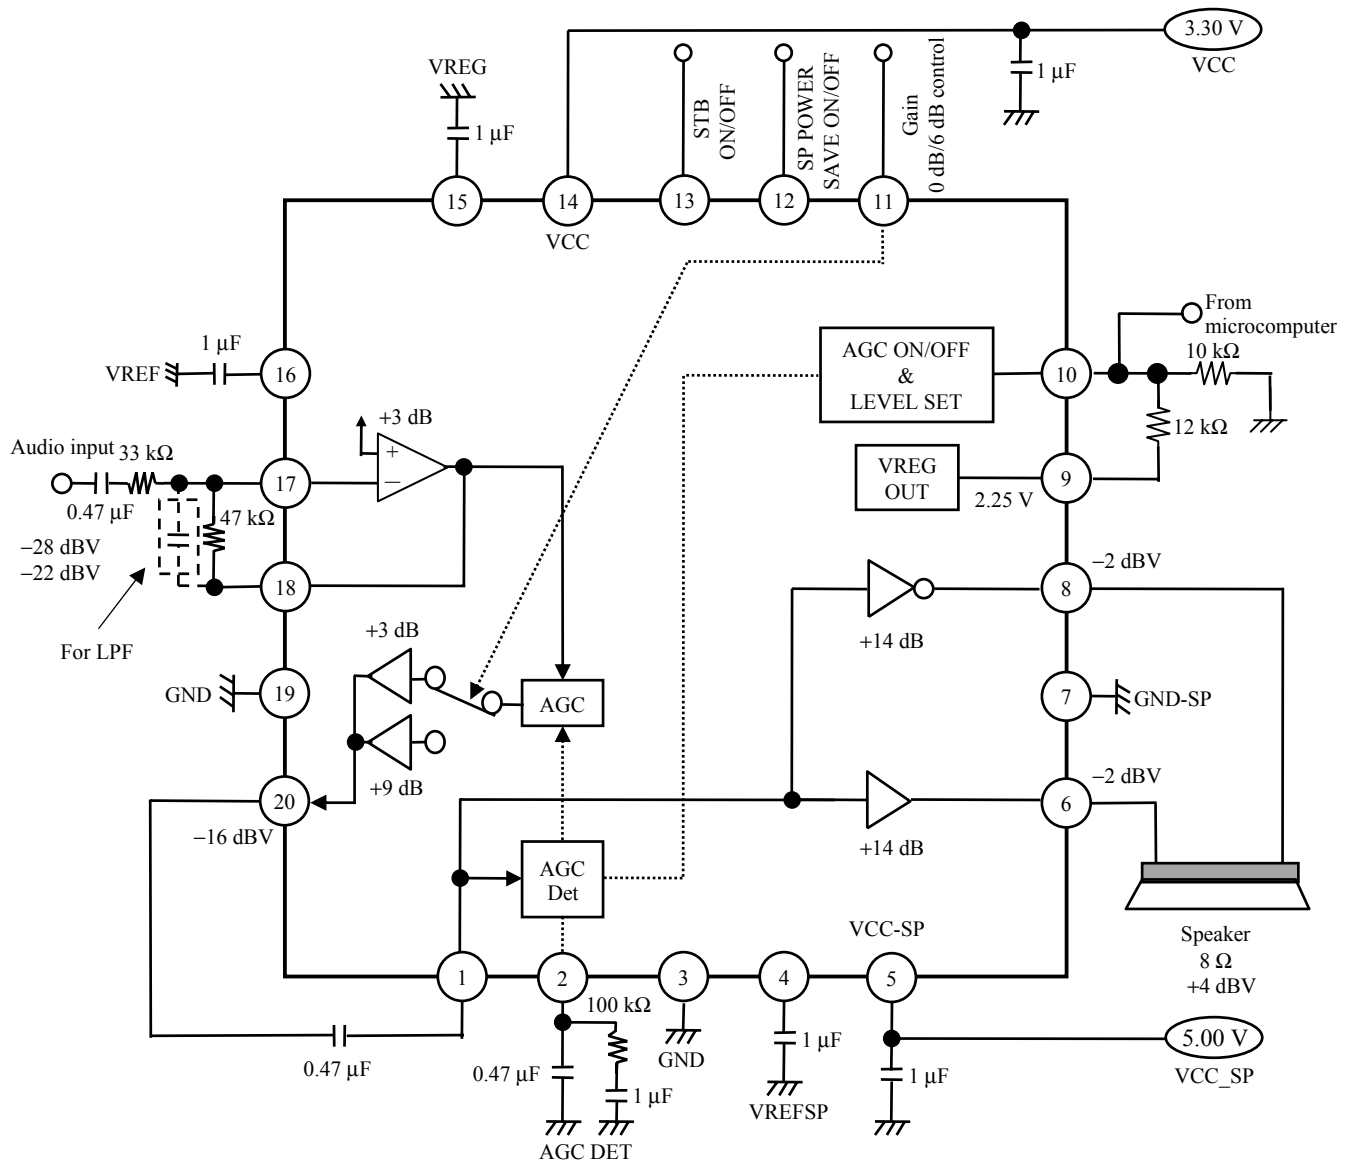 3.30 V
VCC
1 µF
VREG
1 µF
STB
ON/OFF
SP POWER
SAVE ON/OFF
Gain
0 dB/6 dB control
15
14
13
12
11
VCC
From
microcomputer
10 kΩ
12 kΩ
1 µF
VREF
16
AGC ON/OFF
&
LEVEL SET
10
+3 dB
+
−
Audio input
33 kΩ
17
0.47 µF
47 kΩ
−28 dBV
−22 dBV
VREG
OUT
2.25 V
9
18
For LPF
+3 dB
+14 dB
8
−2 dBV
GND
19
AGC
7
GND-SP
+9 dB
20
−16 dBV
−2 dBV
6
+14 dB
AGC
Det
VCC-SP
Speaker
8 Ω
+4 dBV
1
2
3
4
5
100 kΩ
0.47 µF
0.47 µF
1 µF
AGC DET
GND
1 µF
VREFSP
1 µF
5.00 V
VCC_SP